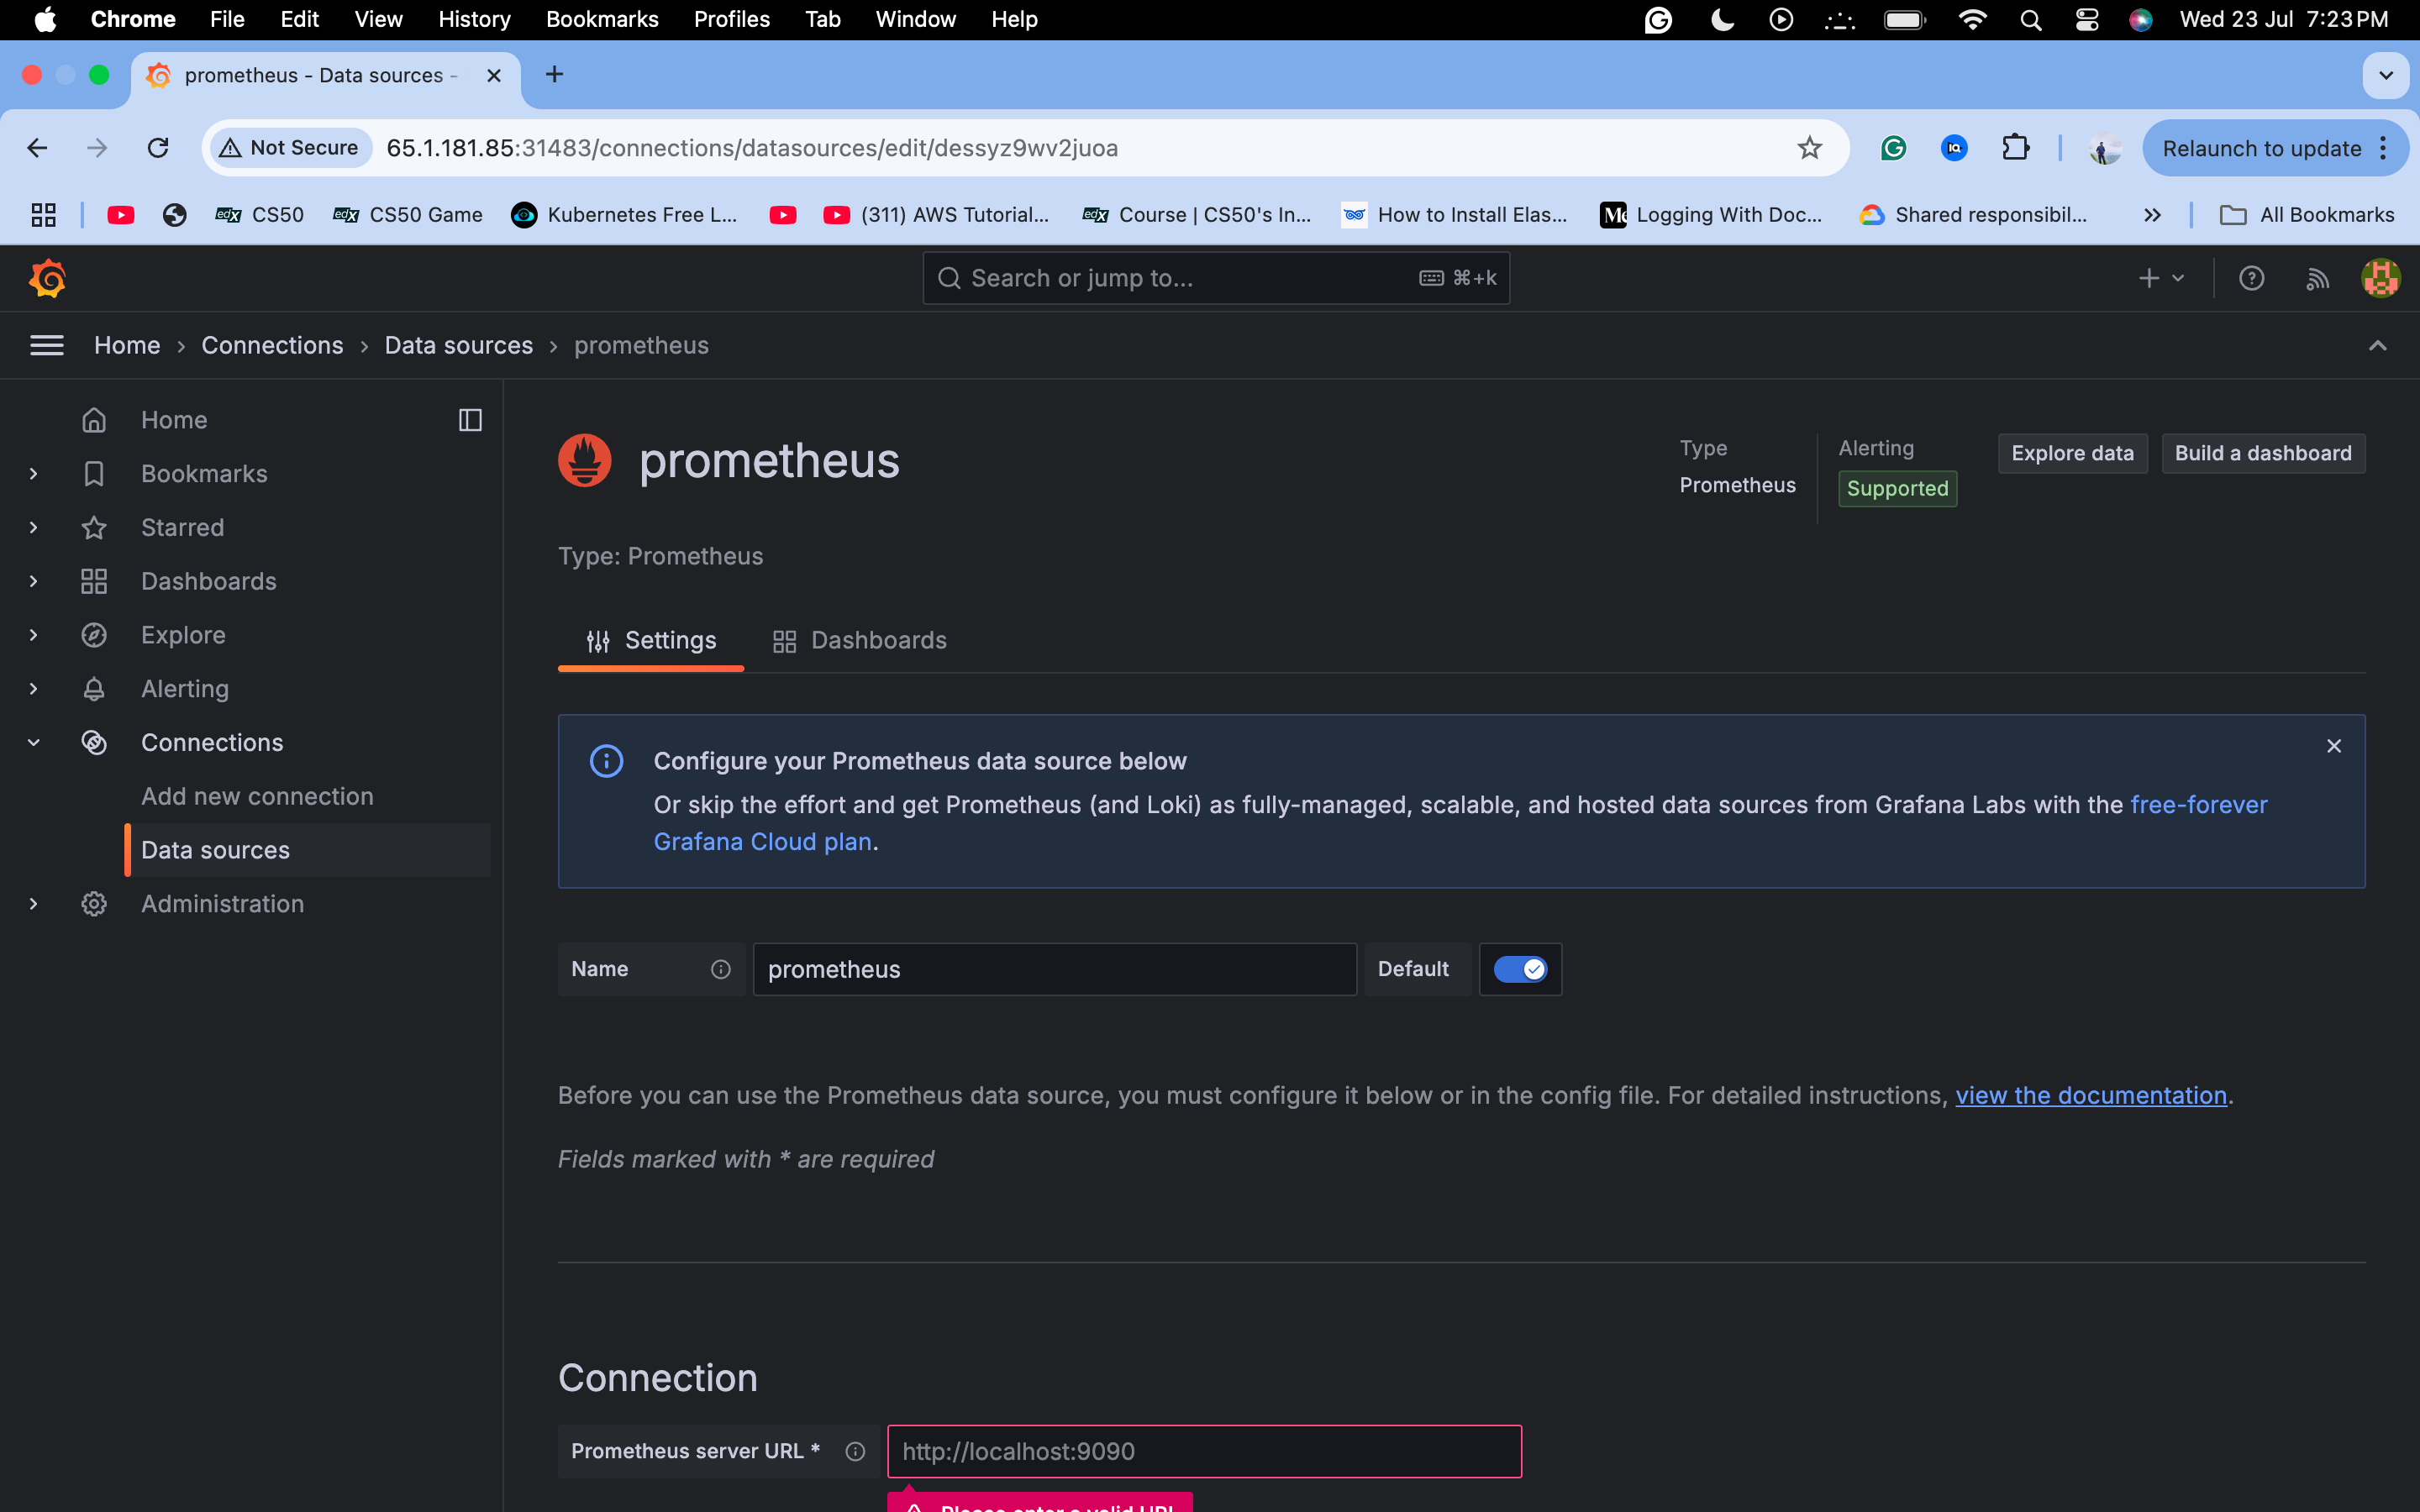 Chrome File Edit View History Bookmarks Profiles Tab Window Help Wed 23 Jul 7:23 PM
prometheus - Data sources -
Not Secure 65.1.181.85:31483/connections/datasources/edit/dessyz9wv2juoa Relaunch to update
edX CS50 edX CS50 Game Kubernetes Free L... (311) AWS Tutorial... edX Course | CS50's In... How to Install Elas... Logging With Doc... Shared responsibil... All Bookmarks
Search or jump to... ⌘+k
Home Connections Data sources prometheus
Home
Bookmarks
Starred
Dashboards
Explore
Alerting
Connections
Add new connection
Data sources
Administration
prometheus
Type
Prometheus
Alerting
Supported
Explore data
Build a dashboard
Type: Prometheus
Settings Dashboards
Configure your Prometheus data source below
Or skip the effort and get Prometheus (and Loki) as fully-managed, scalable, and hosted data sources from Grafana Labs with the free-forever
Grafana Cloud plan.
Name prometheus Default
Before you can use the Prometheus data source, you must configure it below or in the config file. For detailed instructions, view the documentation.
Fields marked with * are required
Connection
Prometheus server URL * http://localhost:9090
Please enter a valid URL